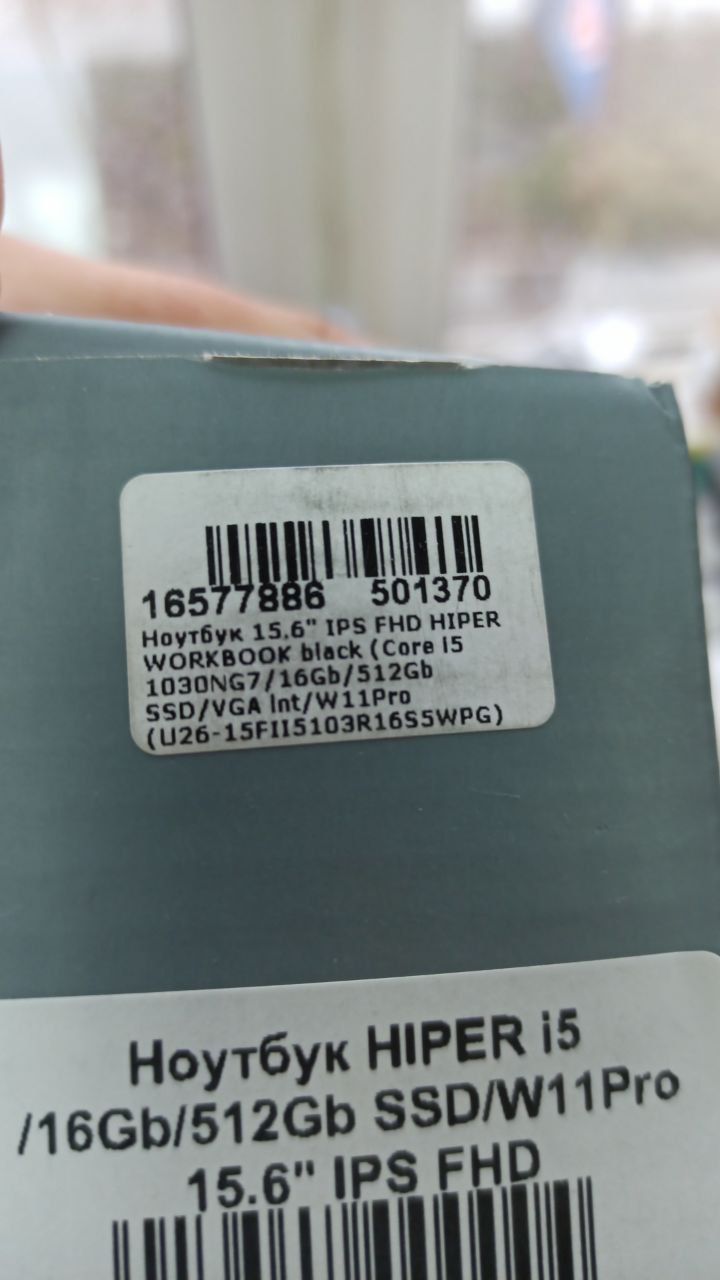 16577886 501370
Ноутбук 15.6" IPS FHD HIPER
WORKBOOK black (Core i5
1030NG7/16Gb/512Gb
SSD/VGA Int/W11Pro
(U26-15FII5103R16S5WPG)
Ноутбук HIPER i5
/16Gb/512Gb SSD/W11Pro
15.6" IPS FHD